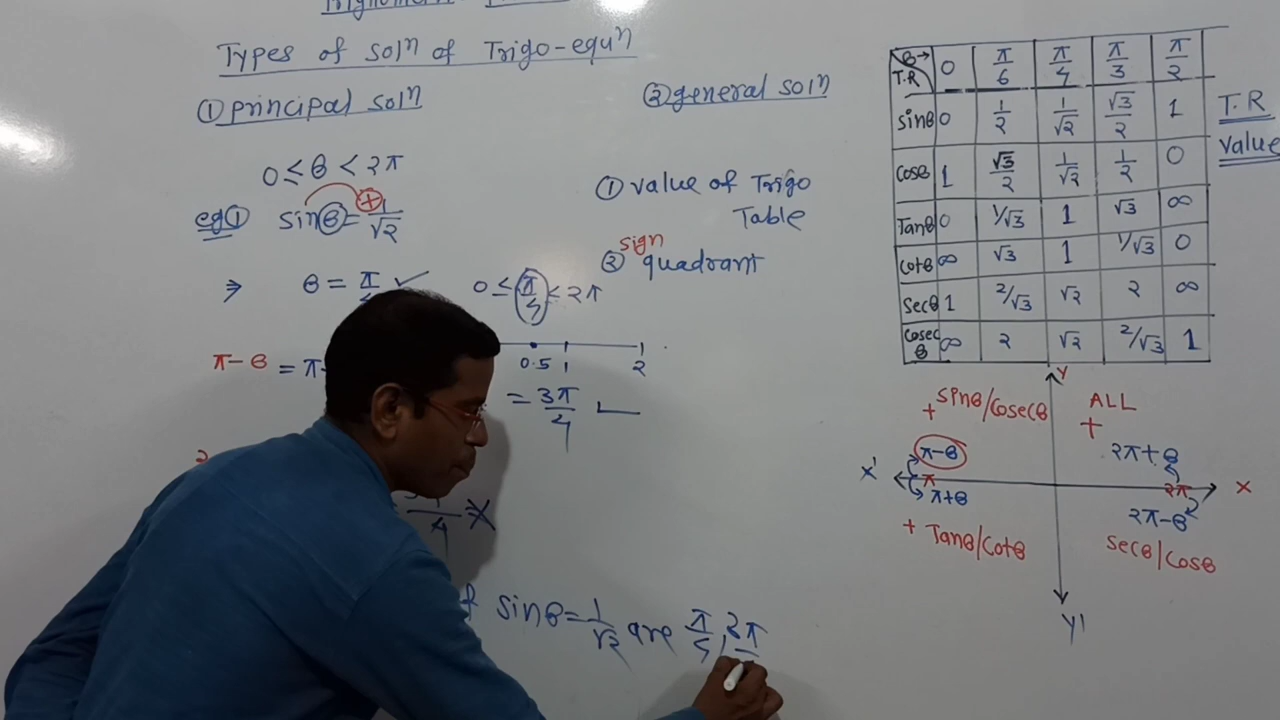 Types of solⁿ of Trigo-equⁿ
① principal solⁿ
② general solⁿ
0 ≤ θ < 2π
eg ① sin θ = + 1/√2
⇒ θ = π/4 ✓ 0 ≤ π/4 ≤ 2π
0.5 1 2
π-θ = π-
= 3π/4
X
sinθ = 1/√2 are π/4, 3π
① value of Trigo
Table
sign
② quadrant
θ→ 0 π/6 π/4 π/3 π/2
T.R
sinθ 0 1/2 1/√2 √3/2 1
cosθ 1 √3/2 1/√2 1/2 0
Tanθ 0 1/√3 1 √3 ∞
cotθ ∞ √3 1 1/√3 0
secθ 1 2/√3 √2 2 ∞
cosec θ ∞ 2 √2 2/√3 1
T.R
value
Y
+ sinθ/cosecθ
ALL
+
π-θ
2π+θ
X'
π
2π
X
π+θ
2π-θ
+ Tanθ/cotθ
secθ/cosθ
Y'